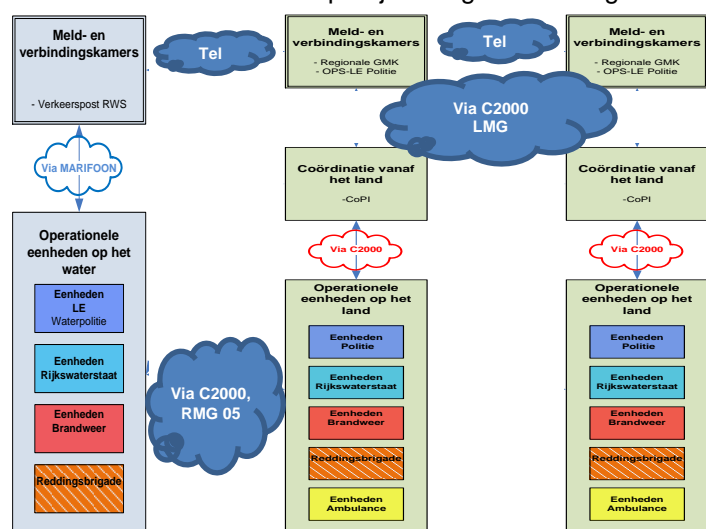 Meld- en
verbindingskamers
- Verkeerspost RWS
Tel
Meld- en
verbindingskamers
- Regionale GMK
- OPS-LE Politie
Tel
Meld- en
verbindingskamers
- Regionale GMK
- OPS-LE Politie
Via C2000
LMG
Via MARIFOON
Coördinatie vanaf
het land
-CoPI
Coördinatie vanaf
het land
-CoPI
Via C2000
Via C2000
Operationele
eenheden op het
water
Eenheden
LE
Waterpolitie
Eenheden
Rijkswaterstaat
Eenheden
Brandweer
Reddingsbrigade
Via C2000,
RMG 05
Operationele
eenheden op het
land
Eenheden
Politie
Eenheden
Rijkswaterstaat
Eenheden
Brandweer
Reddingsbrigade
Eenheden
Ambulance
Operationele
eenheden op het
land
Eenheden
Politie
Eenheden
Rijkswaterstaat
Eenheden
Brandweer
Reddingsbrigade
Eenheden
Ambulance